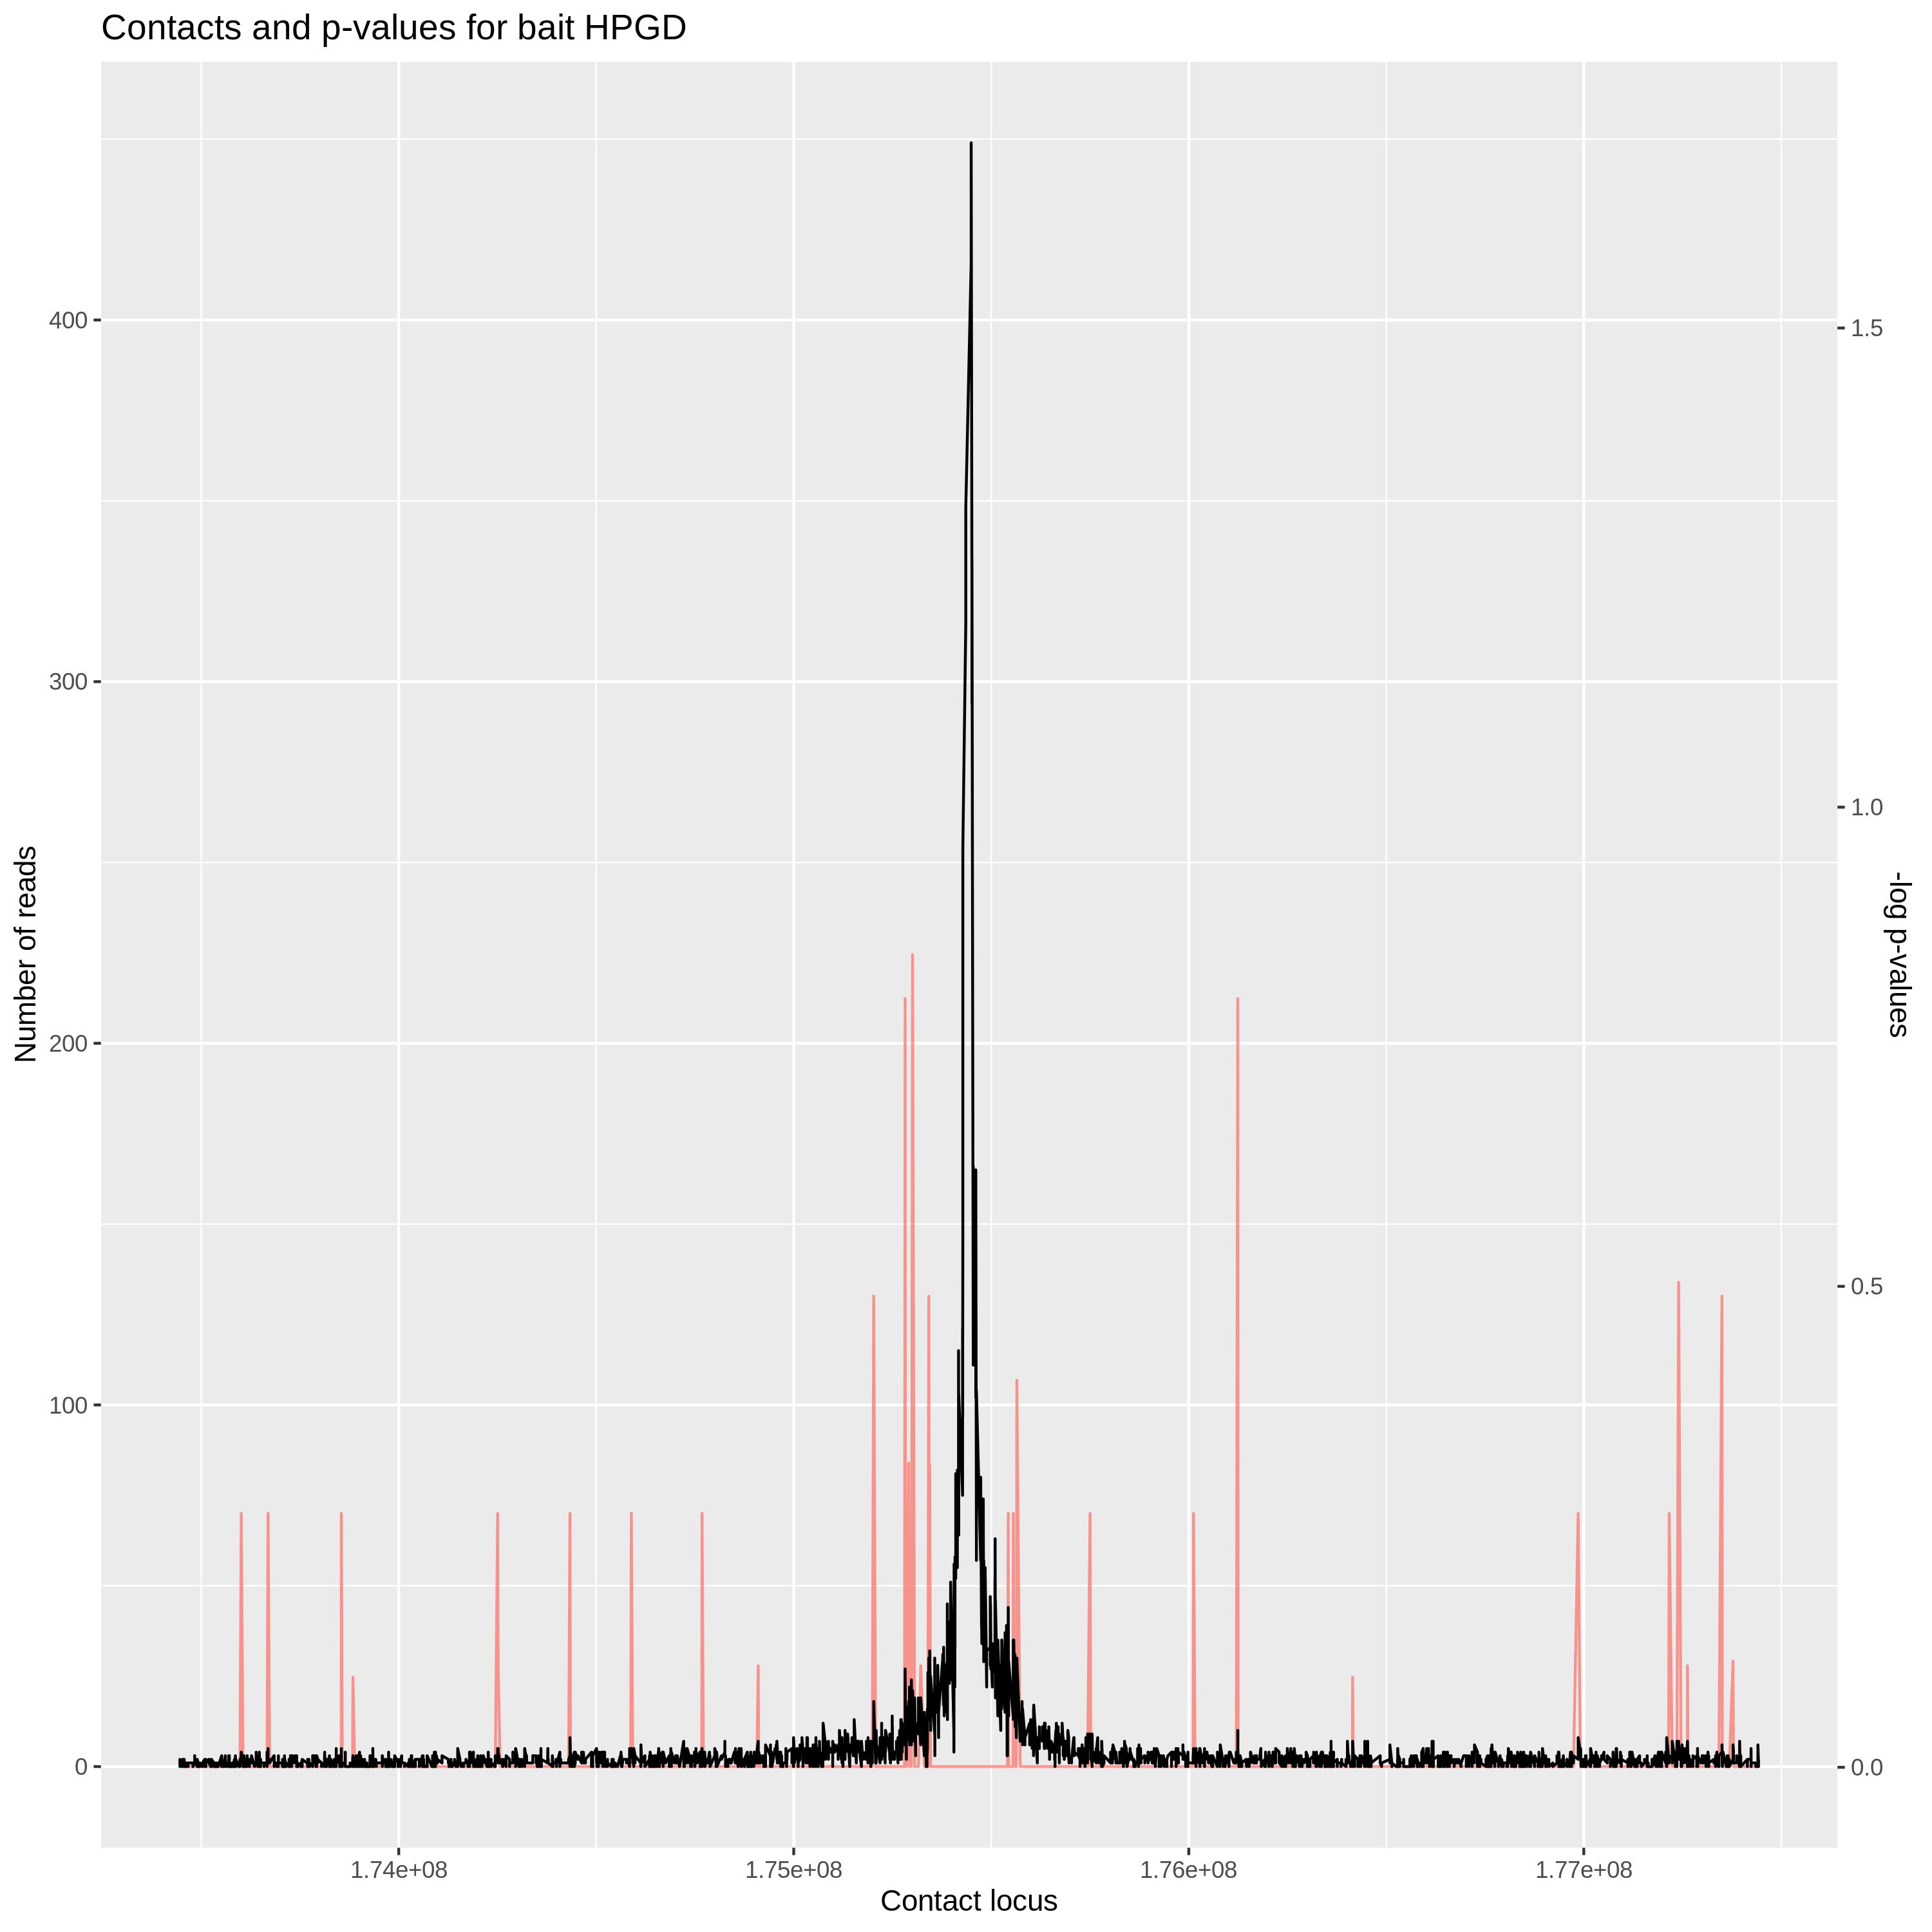 Contacts and p-values for bait HPGD
Number of reads
400
300
200
100
0
1.5
1.0
0.5
0.0
-log p-values
1.74e+08
1.75e+08
1.76e+08
1.77e+08
Contact locus